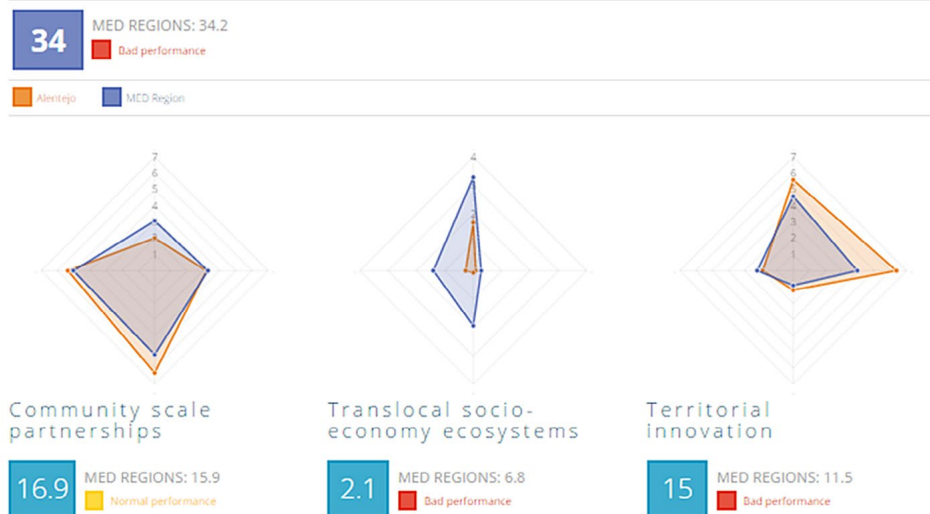 34
MED REGIONS: 34.2
Bad performance
Alentejo
MED Region
7
6
5
4
2
1
4
2
7
6
5
4
3
2
1
Community scale
partnerships
Translocal socio-
economy ecosystems
Territorial
innovation
16.9
MED REGIONS: 15.9
Normal performance
2.1
MED REGIONS: 6.8
Bad performance
15
MED REGIONS: 11.5
Bad performance